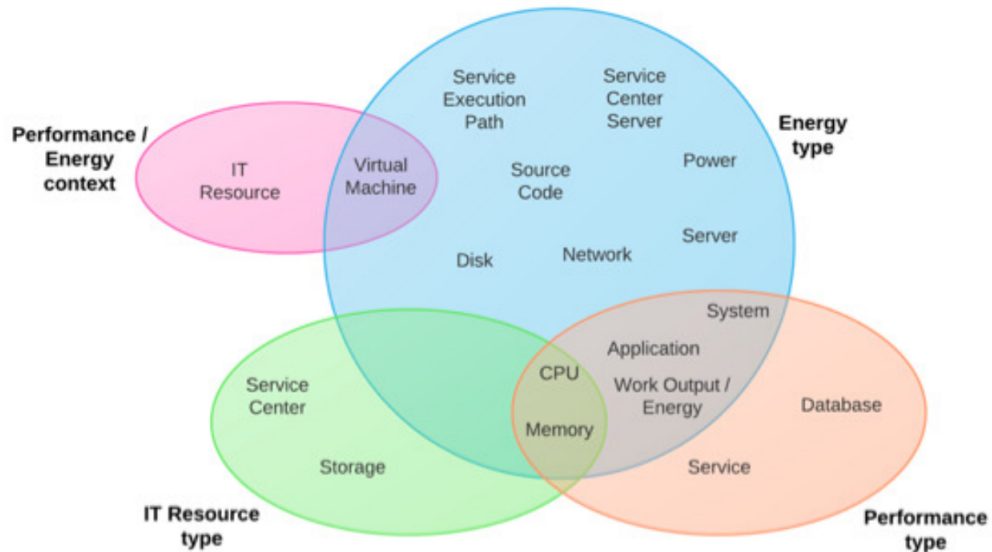 Performance /
Energy
context
IT
Resource
Virtual
Machine
Service
Execution
Path
Service
Center
Server
Energy
type
Source
Code
Power
Disk
Network
Server
System
Application
CPU
Work Output /
Energy
Memory
Database
Service
Service
Center
Storage
IT Resource
type
Performance
type